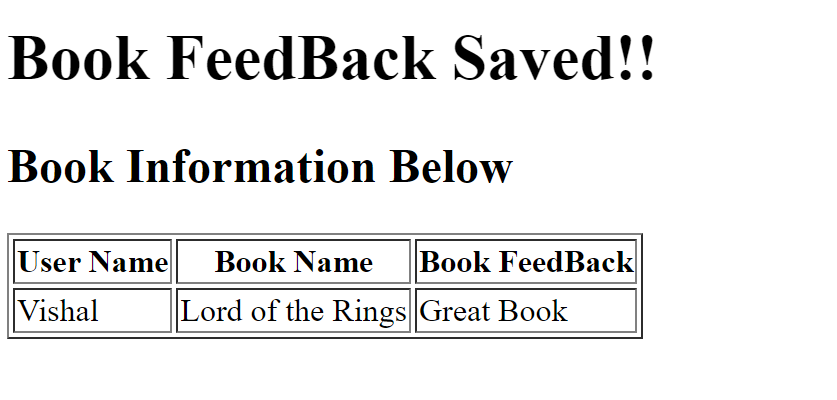 Book FeedBack Saved!!
Book Information Below
User Name Book Name Book FeedBack
Vishal Lord of the Rings Great Book